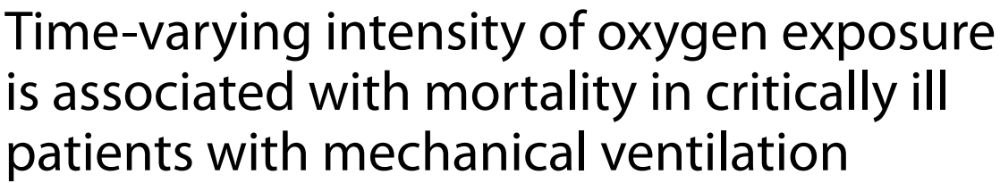 Time-varying intensity of oxygen exposure
is associated with mortality in critically ill
patients with mechanical ventilation